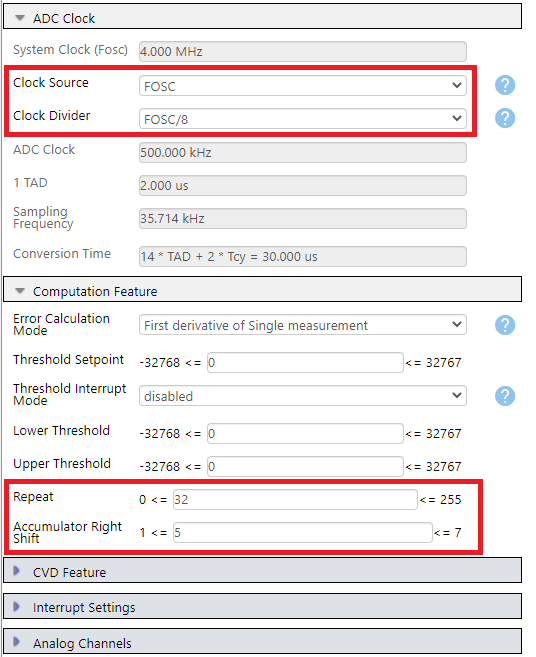 ADC Clock
System Clock (Fosc) 4.000 MHz
Clock Source FOSC ?
Clock Divider FOSC/8 ?
ADC Clock 500.000 kHz
1 TAD 2.000 us
Sampling
Frequency 35.714 kHz
Conversion Time 14 * TAD + 2 * Tcy = 30.000 us
Computation Feature
Error Calculation
Mode First derivative of Single measurement ?
Threshold Setpoint -32768 <= 0 <= 32767
Threshold Interrupt
Mode disabled ?
Lower Threshold -32768 <= 0 <= 32767
Upper Threshold -32768 <= 0 <= 32767
Repeat 0 <= 32 <= 255
Accumulator Right
Shift 1 <= 5 <= 7
CVD Feature
Interrupt Settings
Analog Channels